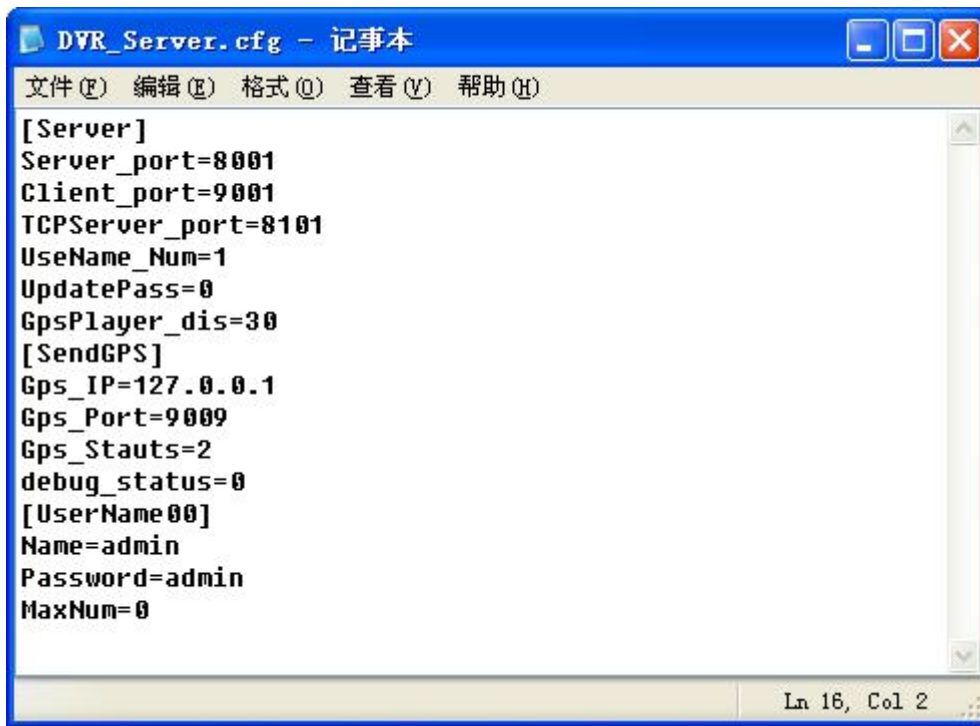 DVR_Server.cfg - 记事本
文件(F) 编辑(E) 格式(O) 查看(V) 帮助(H)
[Server]
Server_port=8001
Client_port=9001
TCPServer_port=8101
UseName_Num=1
UpdatePass=0
GpsPlayer_dis=30
[SendGPS]
Gps_IP=127.0.0.1
Gps_Port=9009
Gps_Stauts=2
debug_status=0
[UserName00]
Name=admin
Password=admin
MaxNum=0
Ln 16, Col 2